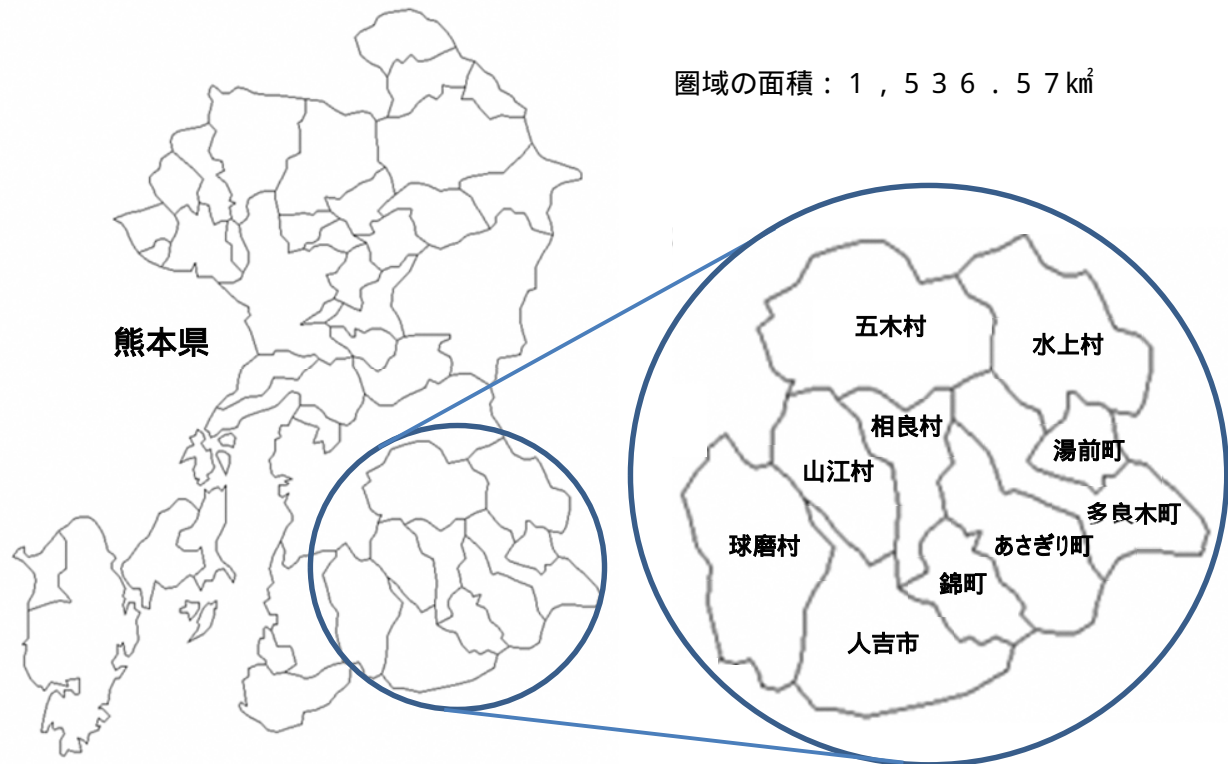 圏域の面積：１，５３６．５７㎢
熊本県
五木村
水上村
相良村
湯前町
山江村
多良木町
球磨村
あさぎり町
錦町
人吉市